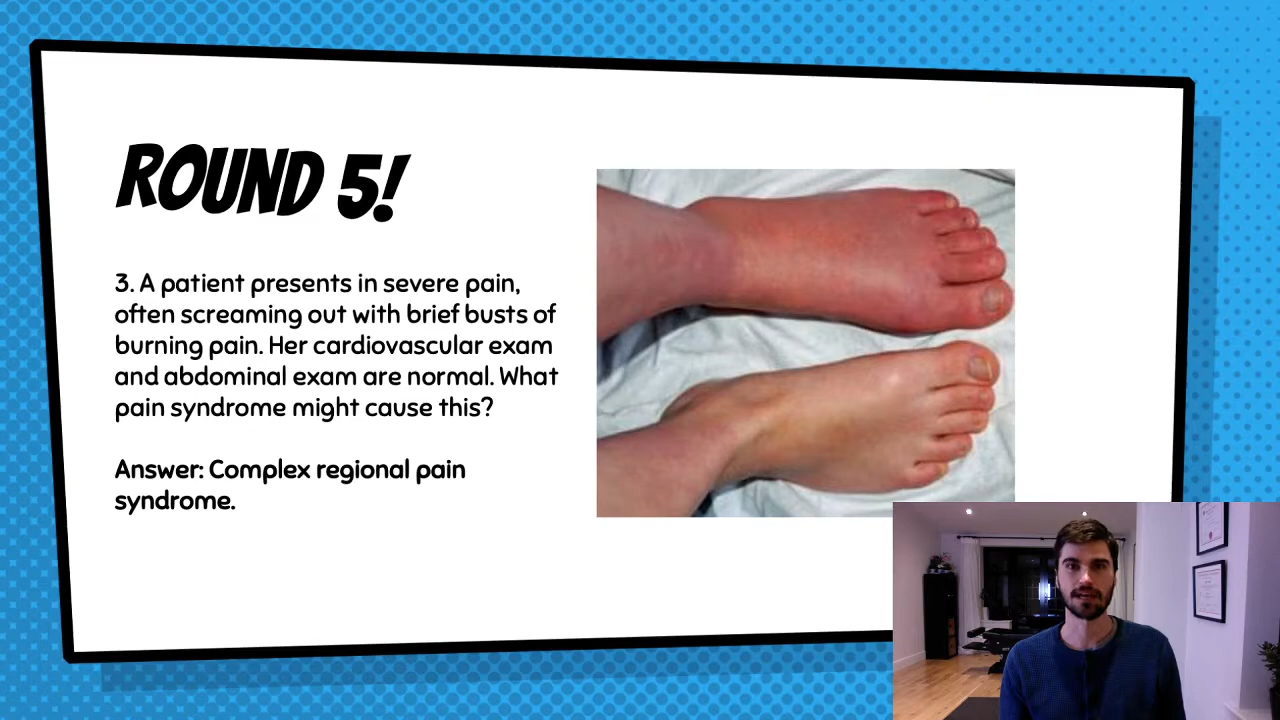 ROUND 5!
3. A patient presents in severe pain,
often screaming out with brief busts of
burning pain. Her cardiovascular exam
and abdominal exam are normal. What
pain syndrome might cause this?
Answer: Complex regional pain
syndrome.